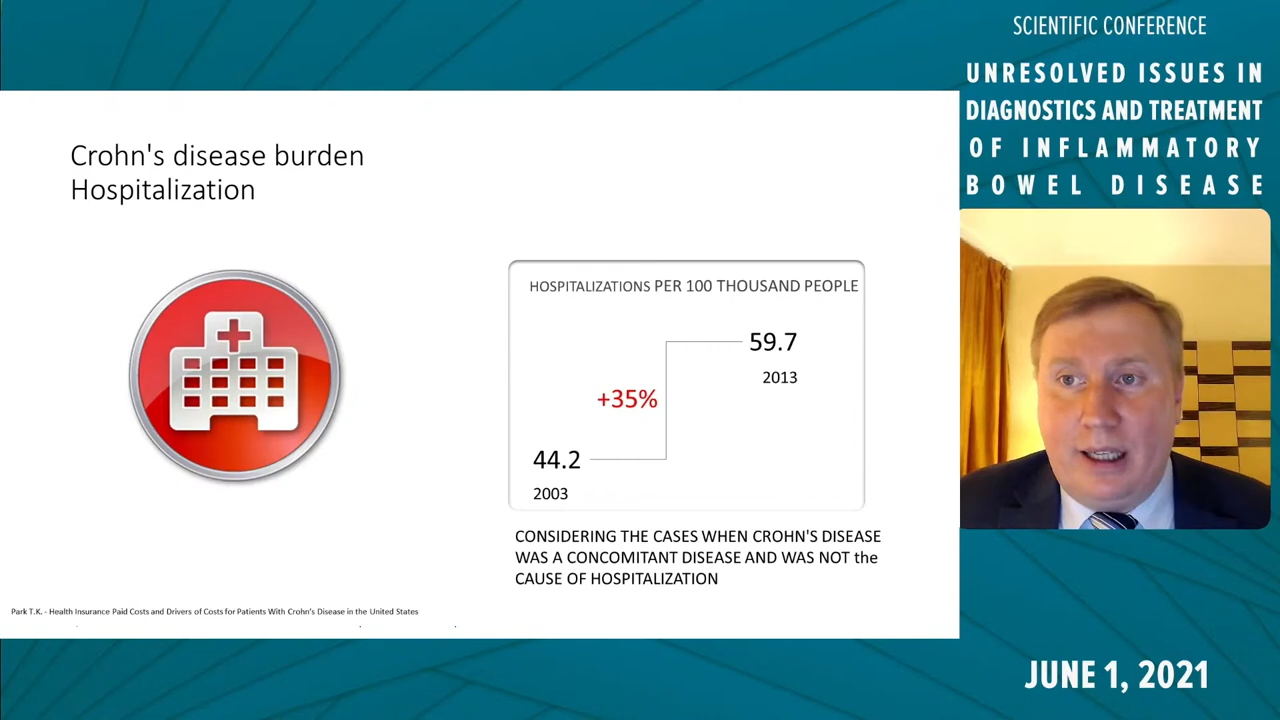 SCIENTIFIC CONFERENCE
UNRESOLVED ISSUES IN
DIAGNOSTICS AND TREATMENT
OF INFLAMMATORY
BOWEL DISEASE
Crohn's disease burden
Hospitalization
HOSPITALIZATIONS PER 100 THOUSAND PEOPLE
59.7
2013
+35%
44.2
2003
CONSIDERING THE CASES WHEN CROHN'S DISEASE
WAS A CONCOMITANT DISEASE AND WAS NOT the
CAUSE OF HOSPITALIZATION
Park T.K. - Health Insurance Paid Costs and Drivers of Costs for Patients With Crohn's Disease in the United States
JUNE 1, 2021